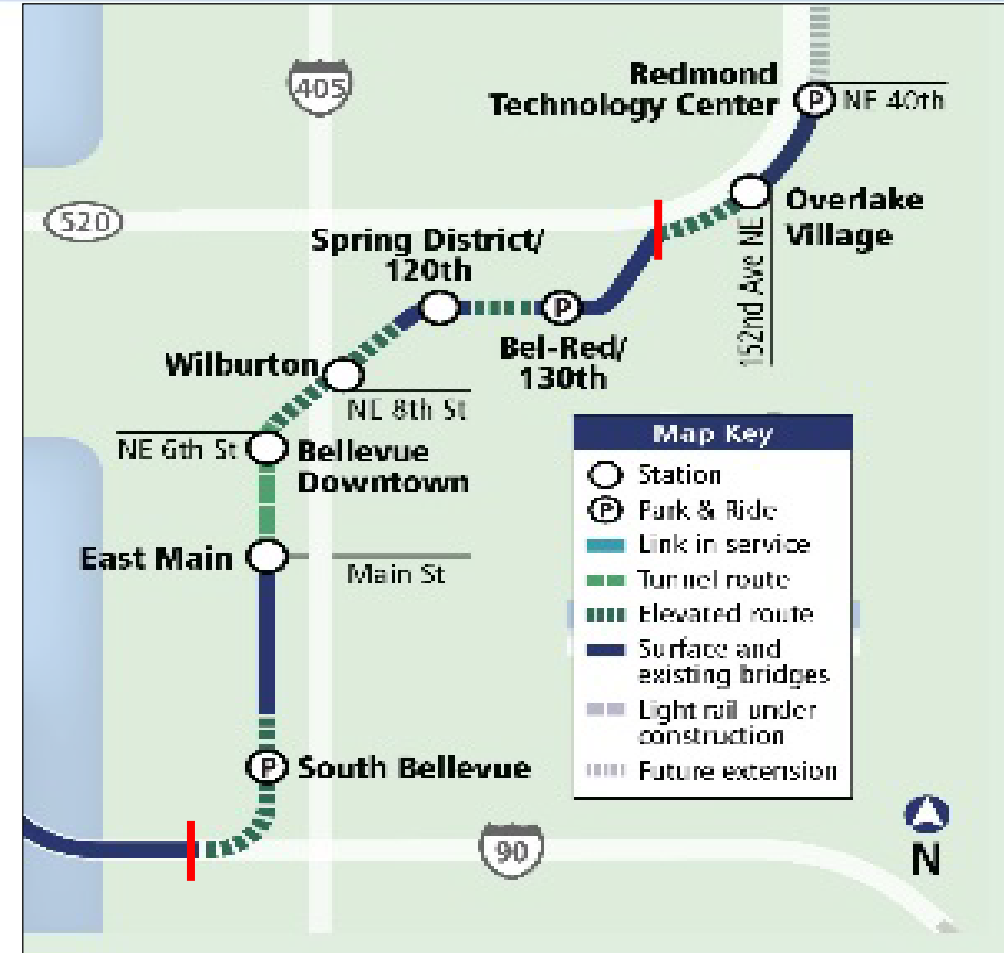 405
Redmond
Technology Center
P
NE 40th
520
Overlake
Village
152nd Ave NE
Spring District/
120th
P
Bel-Red/
130th
Wilburton
NE 8th St
NE 6th St
Bellevue
Downtown
East Main
Main St
P
South Bellevue
90
Map Key
Station
P
Park & Ride
Link in service
Tunnel route
Elevated route
Surface and
existing bridges
Light rail under
construction
Future extension
N